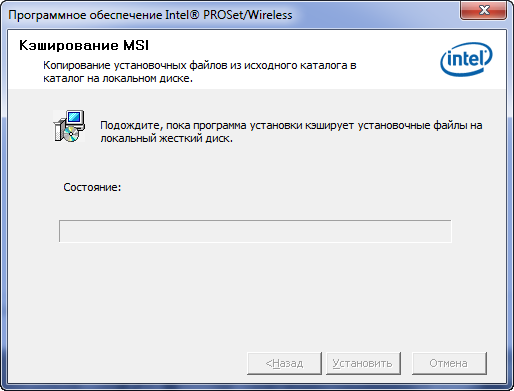 Программное обеспечение Intel® PROSet/Wireless
Кэширование MSI
Копирование установочных файлов из исходного каталога в
каталог на локальном диске.
intel
Подождите, пока программа установки кэширует установочные файлы на
локальный жесткий диск.
Состояние:
<Назад Установить Отмена